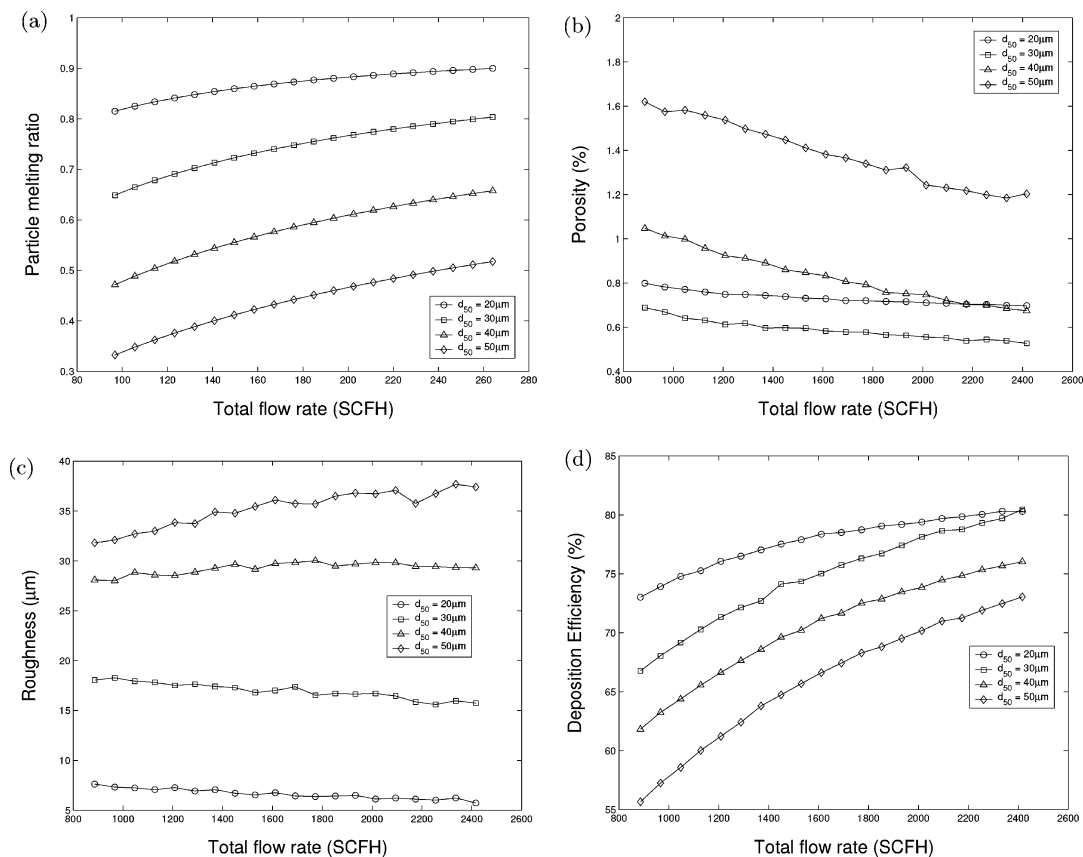 (a)
1
0.9
0.8
0.7
0.6
0.5
0.4
0.3
80 100 120 140 160 180 200 220 240 260 280
Particle melting ratio
Total flow rate (SCFH)
d50 = 20μm
d50 = 30μm
d50 = 40μm
d50 = 50μm
(b)
2
1.8
1.6
1.4
1.2
1
0.8
0.6
0.4
800 1000 1200 1400 1600 1800 2000 2200 2400 2600
Porosity (%)
Total flow rate (SCFH)
d50 = 20μm
d50 = 30μm
d50 = 40μm
d50 = 50μm
(c)
40
35
30
25
20
15
10
5
800 1000 1200 1400 1600 1800 2000 2200 2400 2600
Roughness (μm)
Total flow rate (SCFH)
d50 = 20μm
d50 = 30μm
d50 = 40μm
d50 = 50μm
(d)
85
80
75
70
65
60
55
800 1000 1200 1400 1600 1800 2000 2200 2400 2600
Deposition Efficiency (%)
Total flow rate (SCFH)
d50 = 20μm
d50 = 30μm
d50 = 40μm
d50 = 50μm